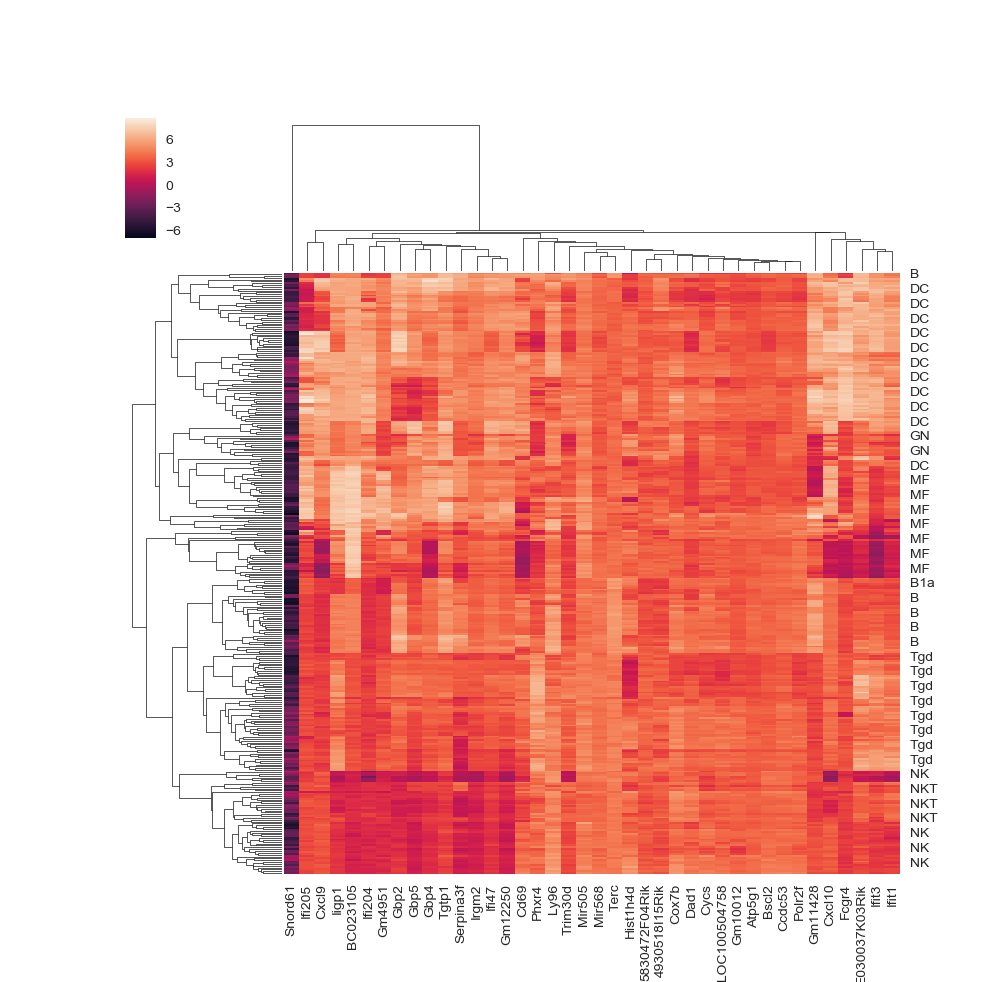 6
3
0
−3
−6
B
DC
DC
DC
DC
DC
DC
DC
DC
DC
DC
GN
GN
DC
MF
MF
MF
MF
MF
MF
MF
B1a
B
B
B
B
Tgd
Tgd
Tgd
Tgd
Tgd
Tgd
Tgd
Tgd
NK
NKT
NKT
NKT
NK
NK
NK
Snord61
Ifi205
Cxcl9
Iigp1
BC023105
Ifi204
Gm4951
Gbp2
Gbp5
Gbp4
Tgtp1
Serpina3f
Irgm2
Ifi47
Gm12250
Cd69
Phxr4
Ly96
Trim30d
Mir505
Mir568
Terc
Hist1h4d
5830472F04Rik
4930518I15Rik
Cox7b
Dad1
Cycs
LOC100504758
Gm10012
Atp5g1
Bscl2
Ccdc53
Polr2f
Gm11428
Cxcl10
Fcgr4
E030037K03Rik
Ifit3
Ifit1